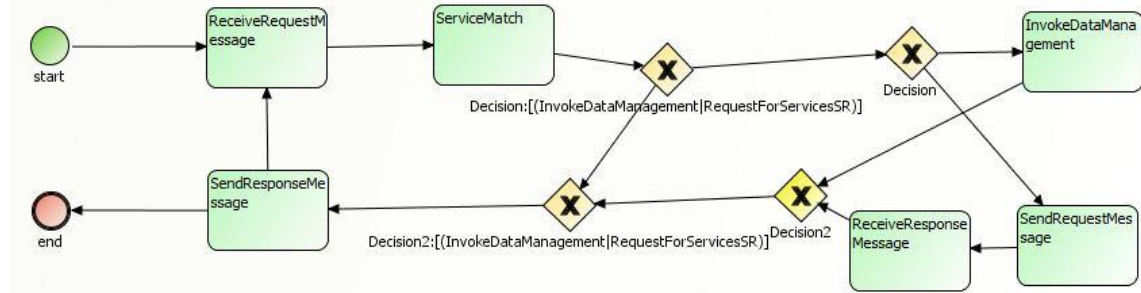 ReceiveRequestM
essage
ServiceMatch
InvokeDataMana
gement
start
Decision:[(InvokeDataManagement|RequestForServicesSR)]
Decision
SendResponseMe
ssage
end
Decision2:[(InvokeDataManagement|RequestForServicesSR)]
Decision2
ReceiveResponse
Message
SendRequestMes
sage